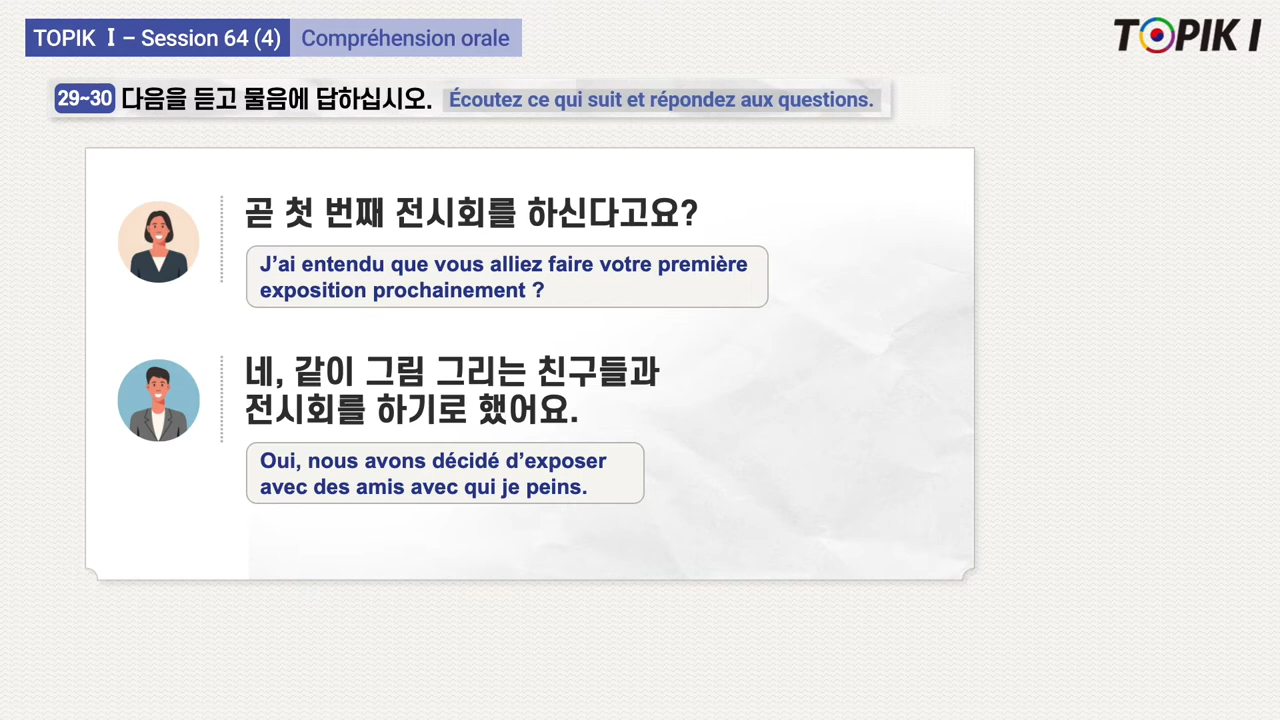 TOPIK Ⅰ – Session 64 (4) Compréhension orale
TOPIK I
29~30 다음을 듣고 물음에 답하십시오. Écoutez ce qui suit et répondez aux questions.
곧 첫 번째 전시회를 하신다고요?
J’ai entendu que vous alliez faire votre première
exposition prochainement ?
네, 같이 그림 그리는 친구들과
전시회를 하기로 했어요.
Oui, nous avons décidé d’exposer
avec des amis avec qui je peins.